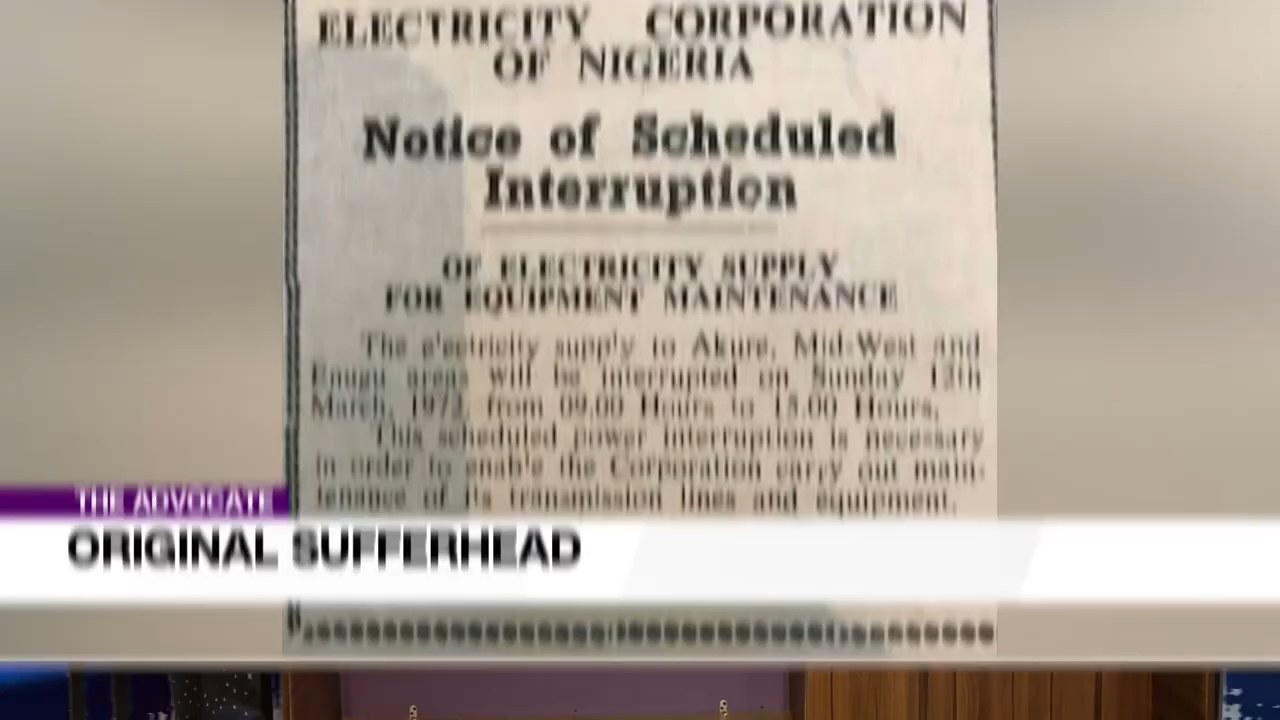 ELECTRICITY CORPORATION
OF NIGERIA
Notice of Scheduled
Interruption
OF ELECTRICITY SUPPLY
FOR EQUIPMENT MAINTENANCE
The electricity supply to Akure, Mid-West and
Enugu areas will be interrupted on Sunday 12th
March, 1972, from 09.00 Hours to 15.00 Hours.
This scheduled power interruption is necessary
in order to enable the Corporation carry out main-
tenance of its transmission lines and equipment.
THE ADVOCATE
ORIGINAL SUFFERHEAD